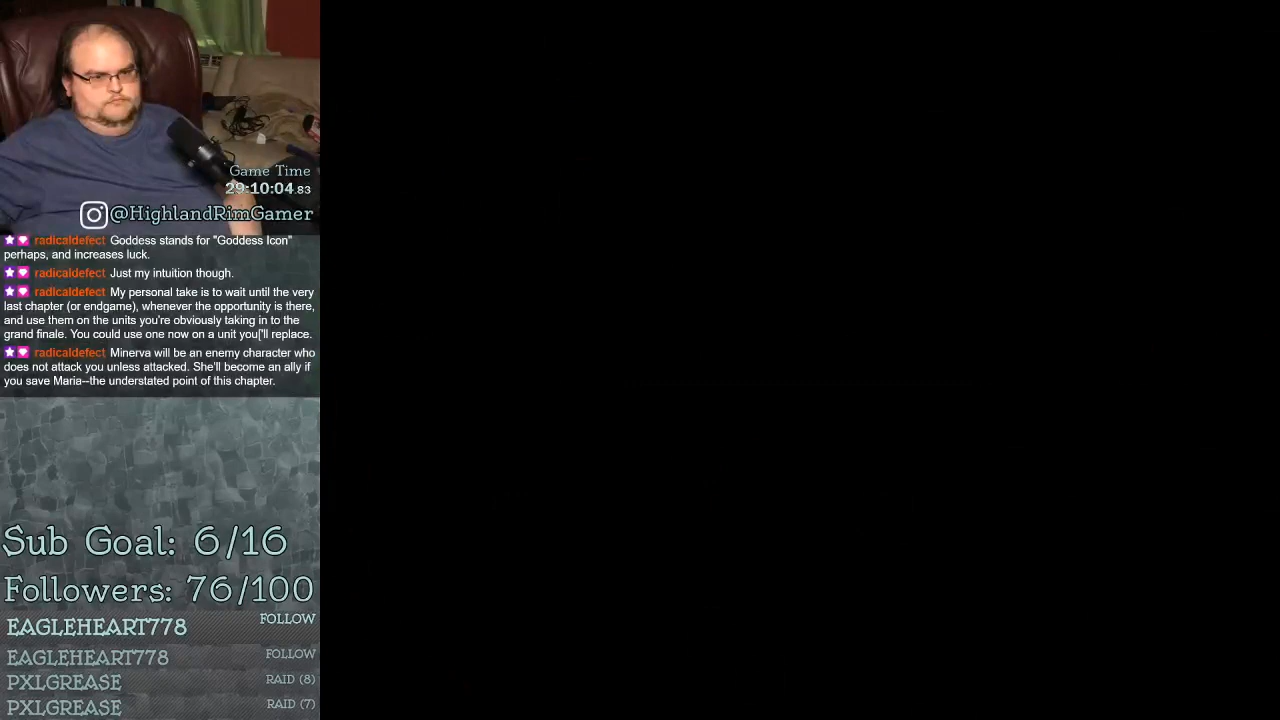 Game Time
29:10:04.83
@HighlandRimGamer
radicaldefect Goddess stands for "Goddess Icon"
perhaps, and increases luck.
radicaldefect Just my intuition though.
radicaldefect My personal take is to wait until the very
last chapter (or endgame), whenever the opportunity is there,
and use them on the units you're obviously taking in to the
grand finale. You could use one now on a unit you['ll replace.
radicaldefect Minerva will be an enemy character who
does not attack you unless attacked. She'll become an ally if
you save Maria--the understated point of this chapter.
Sub Goal: 6/16
Followers: 76/100
EAGLEHEART778 FOLLOW
EAGLEHEART778 FOLLOW
PXLGREASE RAID (8)
PXLGREASE RAID (7)